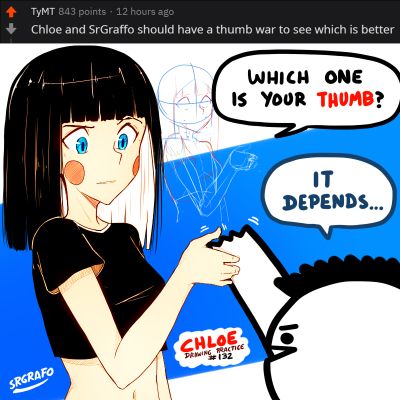 TyMT 843 points · 12 hours ago
Chloe and SrGraffo should have a thumb war to see which is better
WHICH ONE
IS YOUR THUMB?
IT
DEPENDS...
CHLOE
DRAWING PRACTICE
#132
SRGRAFO